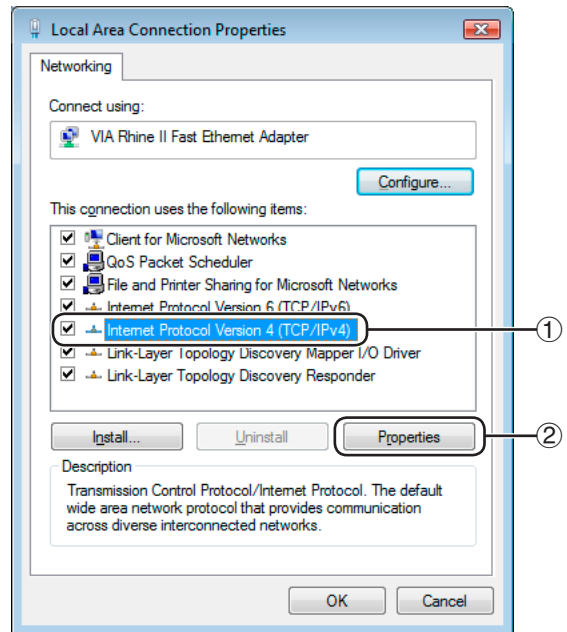 Local Area Connection Properties
Networking
Connect using:
VIA Rhine II Fast Ethernet Adapter
Configure...
This connection uses the following items:
Client for Microsoft Networks
QoS Packet Scheduler
File and Printer Sharing for Microsoft Networks
Internet Protocol Version 6 (TCP/IPv6)
Internet Protocol Version 4 (TCP/IPv4)
①
Link-Layer Topology Discovery Mapper I/O Driver
Link-Layer Topology Discovery Responder
Install...
Uninstall
Properties
②
Description
Transmission Control Protocol/Internet Protocol. The default
wide area network protocol that provides communication
across diverse interconnected networks.
OK
Cancel